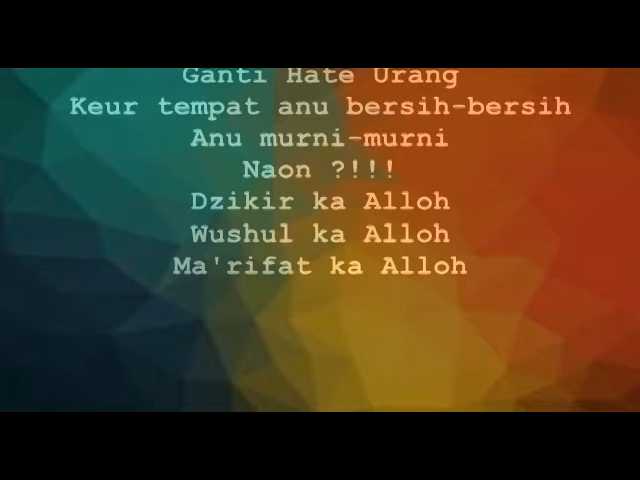 Ganti Hate Urang
Keur tempat anu bersih-bersih
Anu murni-murni
Naon ?!!!
Dzikir ka Alloh
Wushul ka Alloh
Ma'rifat ka Alloh